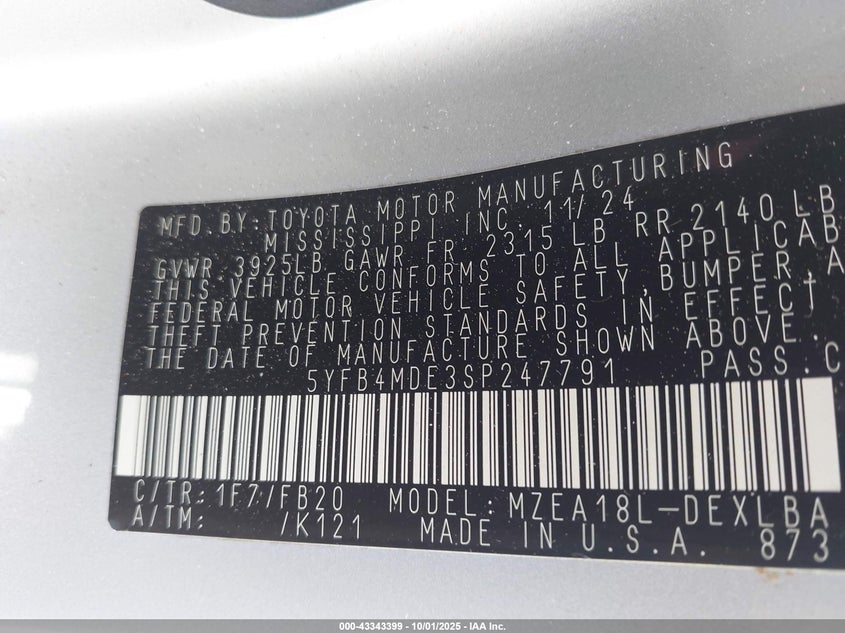 MFD. BY: TOYOTA MOTOR MANUFACTURING
MISSISSIPPI INC. 11/24
GVWR 3925LB GAWR FR 2315 LB RR 2140 LB
THIS VEHICLE CONFORMS TO ALL APPLICAB
FEDERAL MOTOR VEHICLE SAFETY, BUMPER, A
THEFT PREVENTION STANDARDS IN EFFECT
THE DATE OF MANUFACTURE SHOWN ABOVE.
5YFB4MDE3SP247791 PASS. C
C/TR: 1F7/FB20 MODEL: MZEA18L-DEXLBA
A/TM: /K121 MADE IN U.S.A. 873
000-43343399 - 10/01/2025 - IAA Inc.